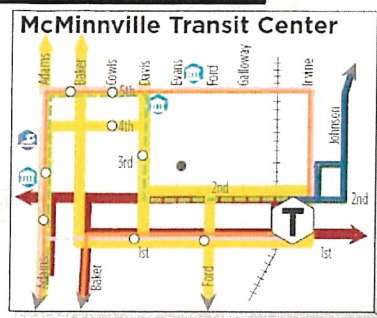 McMinnville Transit Center
Adams
Baker
Cowls
Davis
Evans
Ford
Galloway
Irvine
Johnson
5th
4th
3rd
2nd
2nd
T
1st
1st
Adams
Baker
Ford